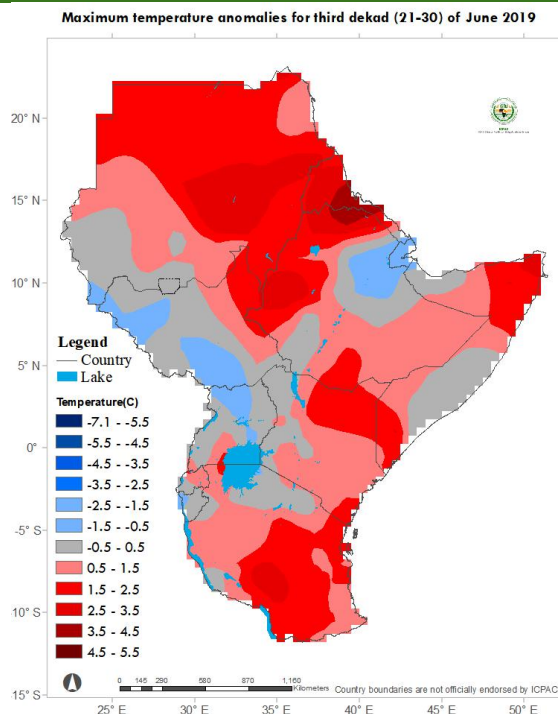 Maximum temperature anomalies for third dekad (21-30) of June 2019
20° N
15° N
10° N
5° N
0°
-5° S
10° S
15° S
Legend
Country
Lake
Temperature(C)
-7.1 - -5.5
-5.5 - -4.5
-4.5 - -3.5
-3.5 - -2.5
-2.5 - -1.5
-1.5 - -0.5
-0.5 - 0.5
0.5 - 1.5
1.5 - 2.5
2.5 - 3.5
3.5 - 4.5
4.5 - 5.5
0 145 290 580 870 1,160
Kilometers
Country boundaries are not officially endorsed by ICPAC
25° E 30° E 35° E 40° E 45° E 50° E